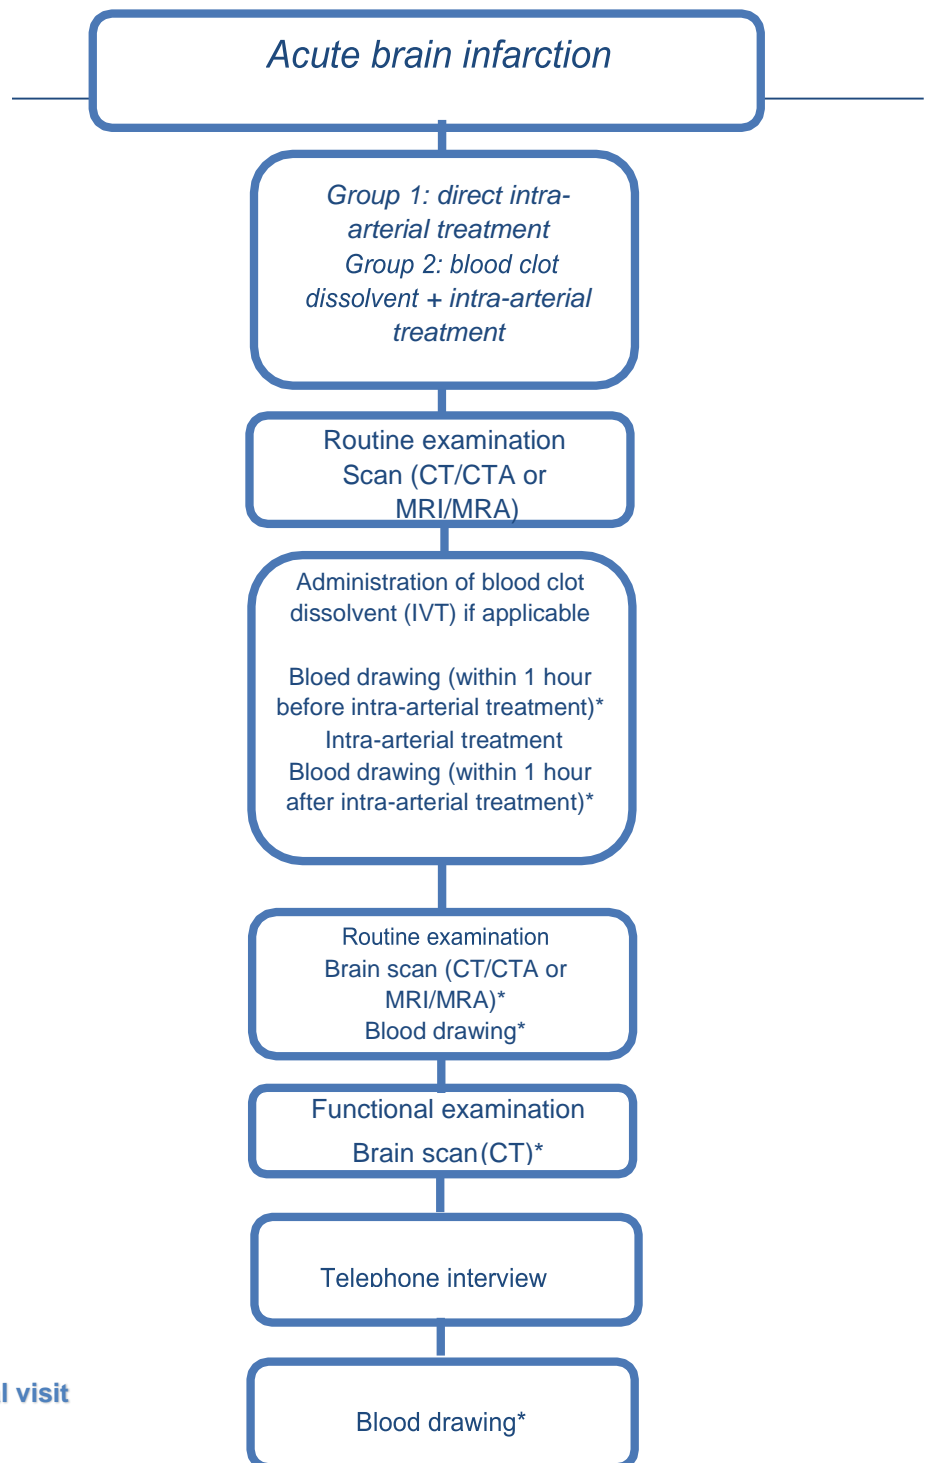 Acute brain infarction
Group 1: direct intra-
arterial treatment
Group 2: blood clot
dissolvent + intra-arterial
treatment
Routine examination
Scan (CT/CTA or
MRI/MRA)
Administration of blood clot
dissolvent (IVT) if applicable
Bloed drawing (within 1 hour
before intra-arterial treatment)*
Intra-arterial treatment
Blood drawing (within 1 hour
after intra-arterial treatment)*
Routine examination
Brain scan (CT/CTA or
MRI/MRA)*
Blood drawing*
Functional examination
Brain scan (CT)*
Telephone interview
l visit
Blood drawing*